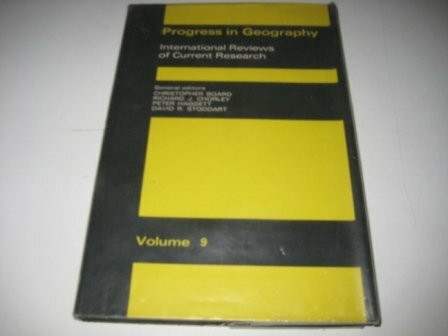 Progress in Geography
International Reviews
of Current Research
General editors
CHRISTOPHER BOARD
RICHARD J. CHORLEY
PETER HAGGETT
DAVID R. STODDART
Volume 9